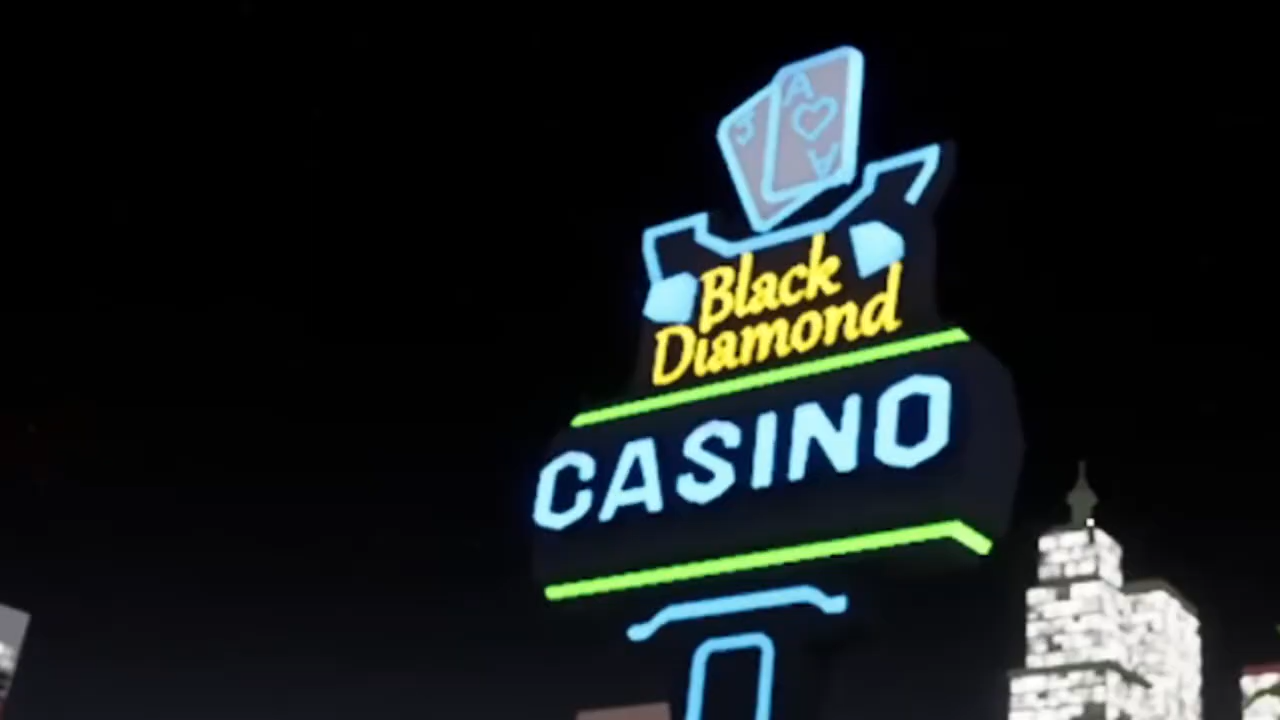 A
A
Black
Diamond
CASINO